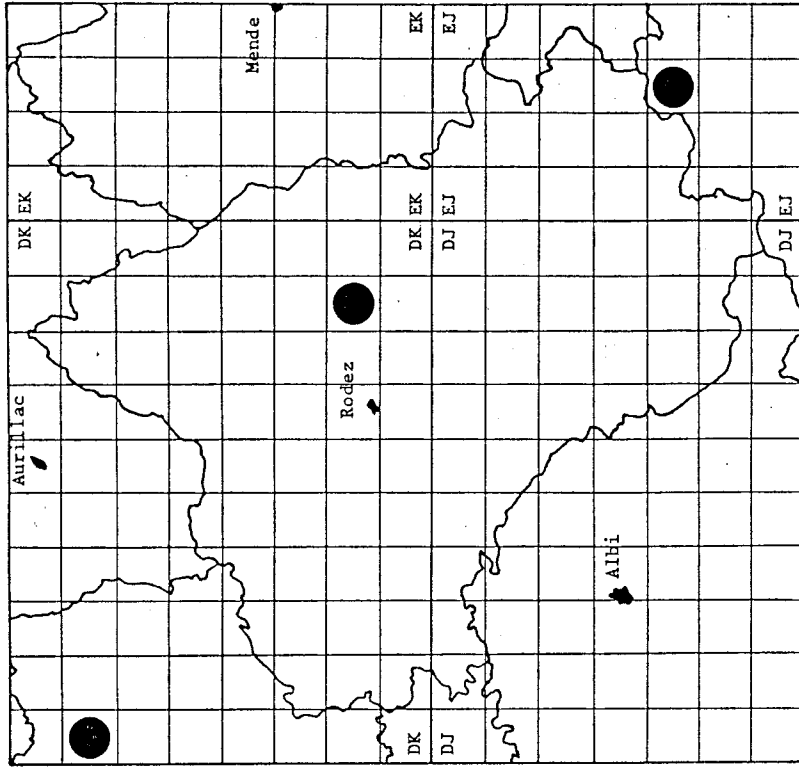 DK EK
Aurillac
Mende
Rodez
DK DK EK EK
DJ DJ EJ EJ
Albi
DJ EJ